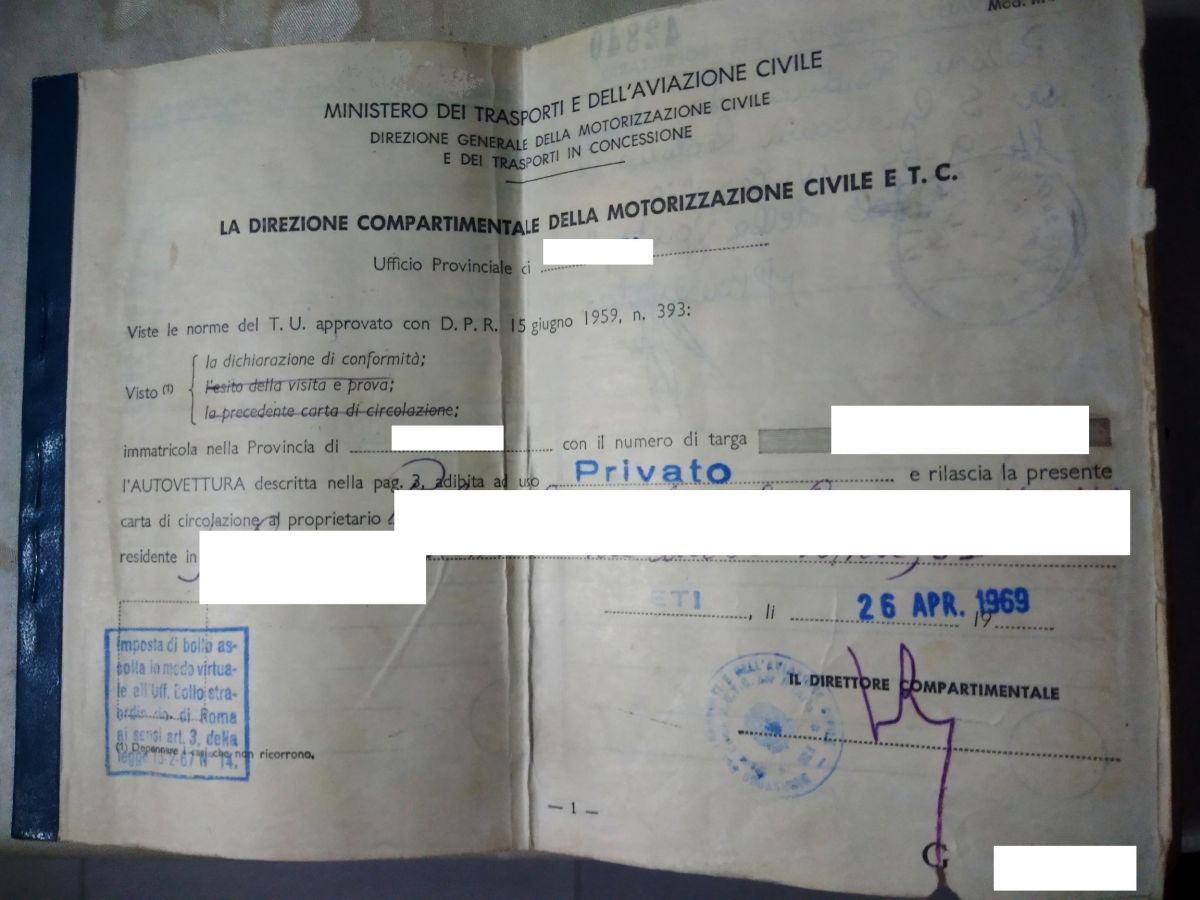 42840
MINISTERO DEI TRASPORTI E DELL'AVIAZIONE CIVILE
DIREZIONE GENERALE DELLA MOTORIZZAZIONE CIVILE
E DEI TRASPORTI IN CONCESSIONE
LA DIREZIONE COMPARTIMENTALE DELLA MOTORIZZAZIONE CIVILE E T. C.
Ufficio Provinciale di
Viste le norme del T. U. approvato con D. P. R. 15 giugno 1959, n. 393:
la dichiarazione di conformità;
Visto (1) l'esito della visita e prova;
la precedente carta di circolazione;
immatricola nella Provincia di con il numero di targa
l'AUTOVETTURA descritta nella pag. 3, adibita ad uso Privato e rilascia la presente
carta di circolazione al proprietario
residente in
ETI, li 26 APR. 1969 19
Imposta di bollo as-
solta in modo virtua-
le all'Uff. Bollo stra-
di Roma
ai sensi art. 3, della
legge 15-2-67 N° 14.
IL DIRETTORE COMPARTIMENTALE
(1) Depennare i casi che non ricorrono.
— 1 —
G